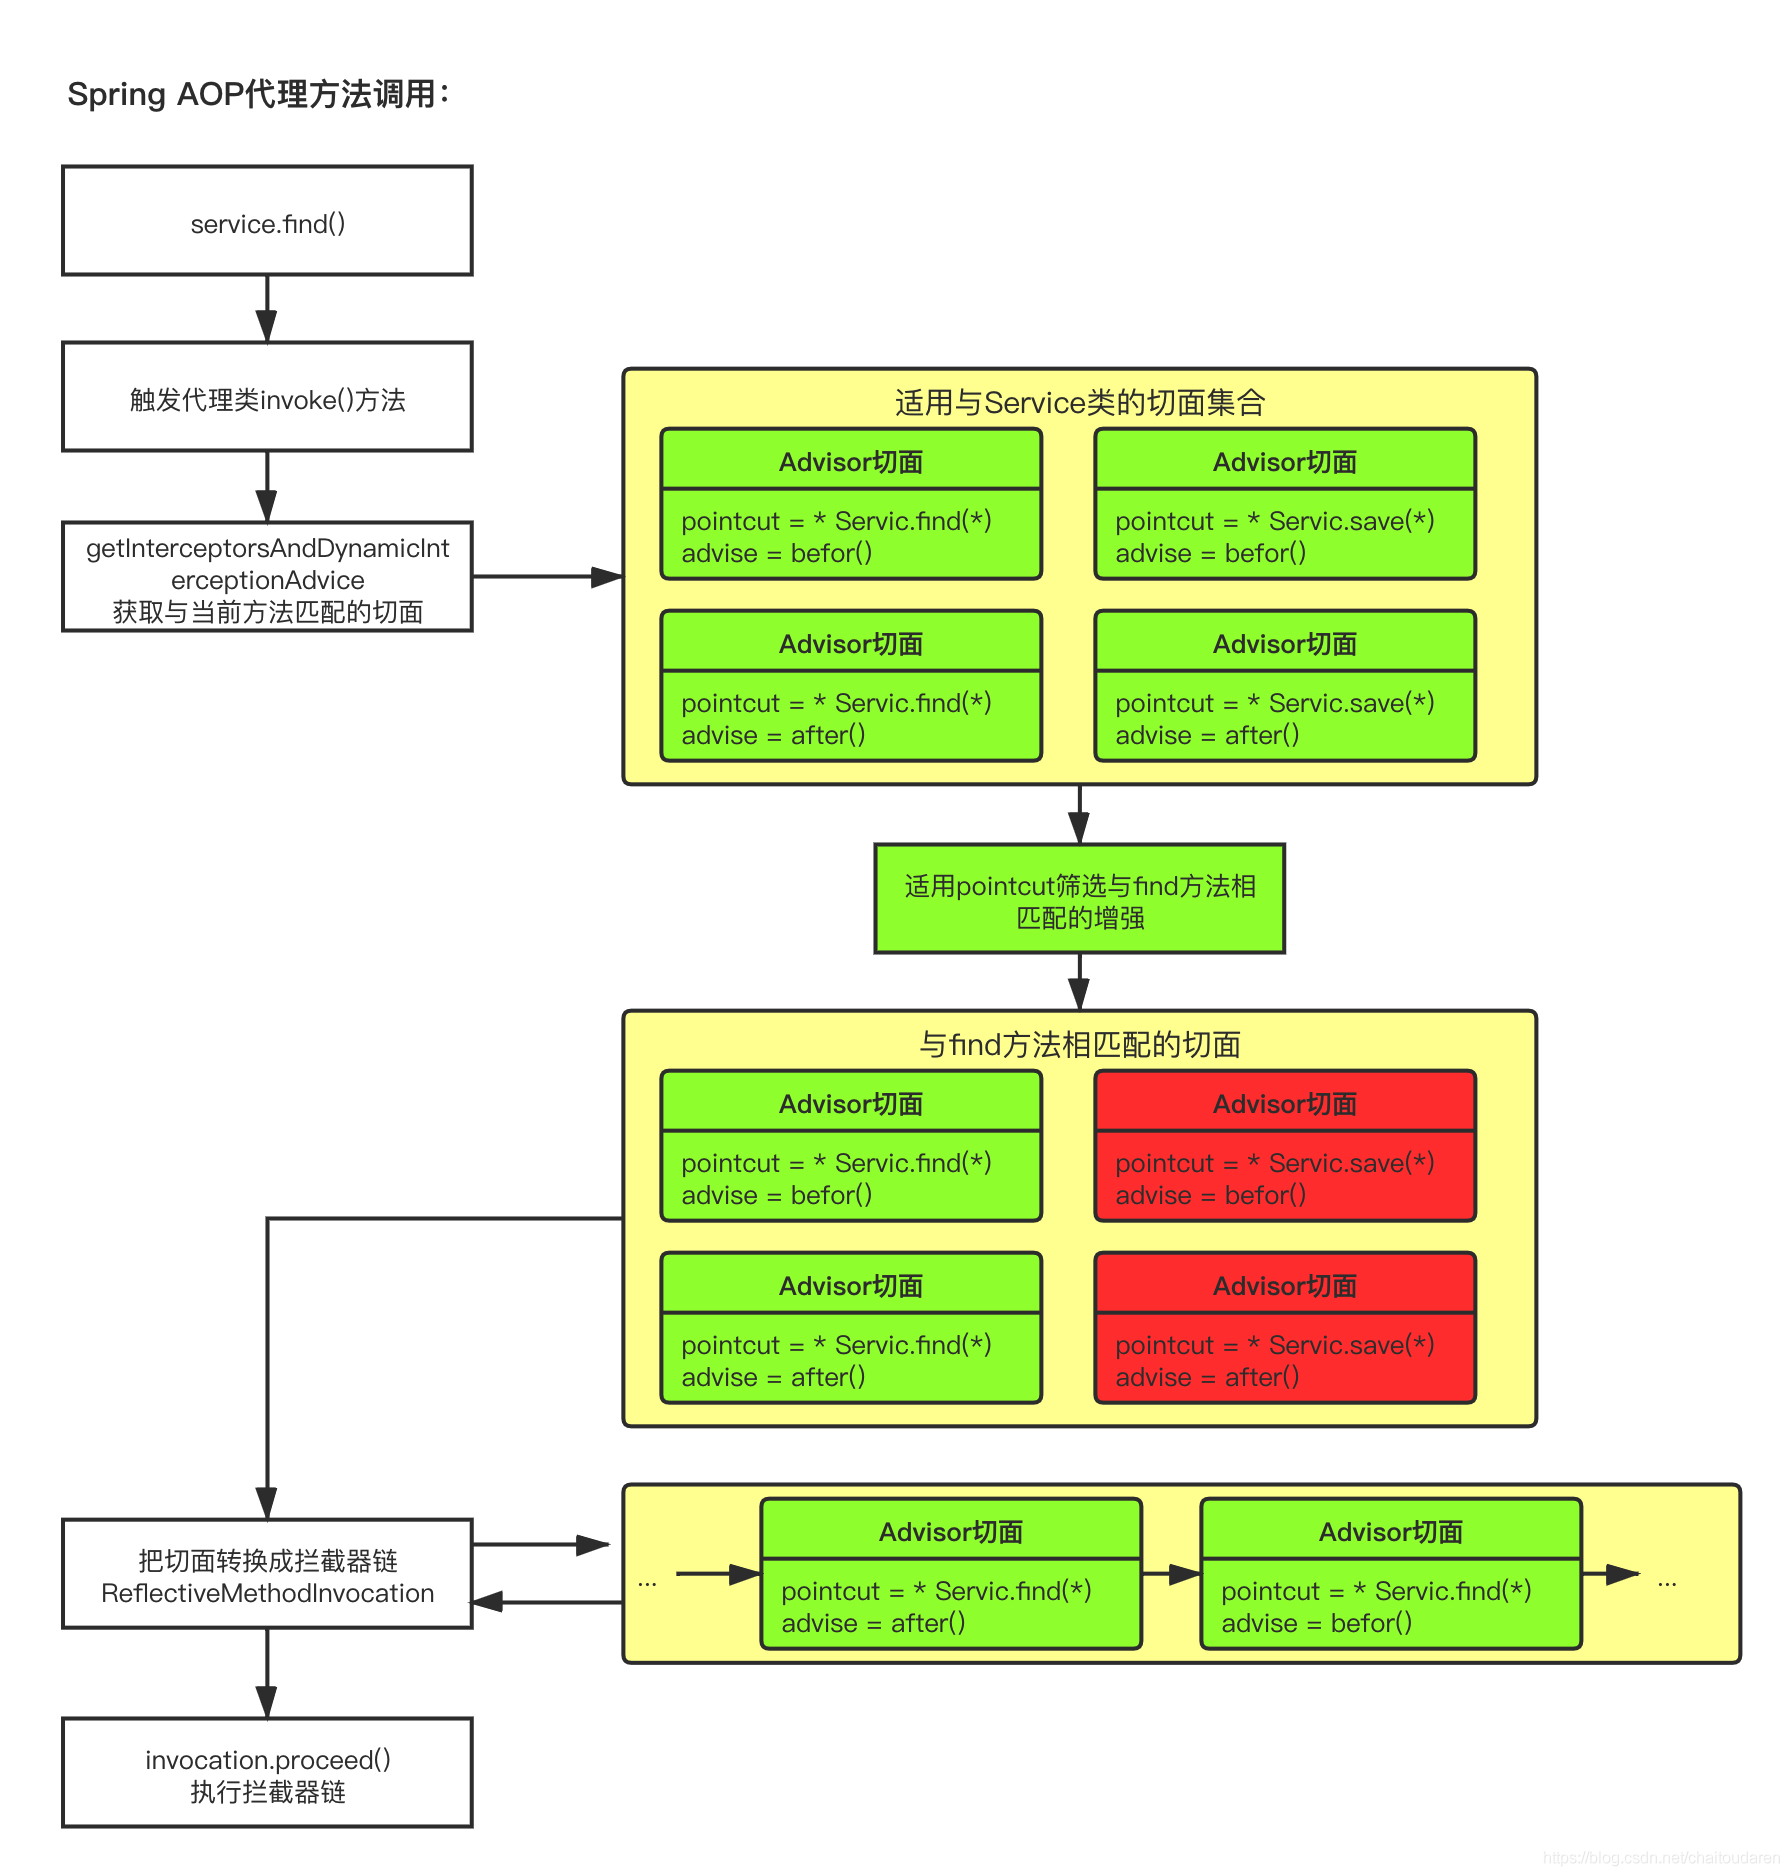 Spring AOP代理方法调用：
service.find()
触发代理类invoke()方法
getInterceptorsAndDynamicInt
erceptionAdvice
获取与当前方法匹配的切面
适用与Service类的切面集合
Advisor切面
pointcut = * Servic.find(*)
advise = befor()
Advisor切面
pointcut = * Servic.save(*)
advise = befor()
Advisor切面
pointcut = * Servic.find(*)
advise = after()
Advisor切面
pointcut = * Servic.save(*)
advise = after()
适用pointcut筛选与find方法相
匹配的增强
与find方法相匹配的切面
Advisor切面
pointcut = * Servic.find(*)
advise = befor()
Advisor切面
pointcut = * Servic.save(*)
advise = befor()
Advisor切面
pointcut = * Servic.find(*)
advise = after()
Advisor切面
pointcut = * Servic.save(*)
advise = after()
把切面转换成拦截器链
ReflectiveMethodInvocation
...
Advisor切面
pointcut = * Servic.find(*)
advise = after()
Advisor切面
pointcut = * Servic.find(*)
advise = befor()
...
invocation.proceed()
执行拦截器链
https://blog.csdn.net/chaitoudaren